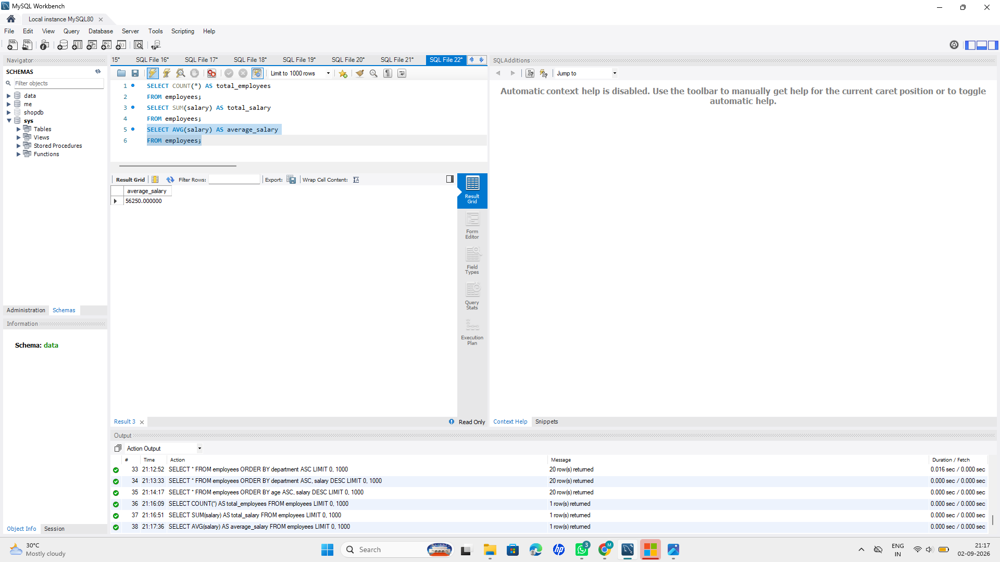 MySQL Workbench
Local instance MySQL80
File Edit View Query Database Server Tools Scripting Help
Navigator
SCHEMAS
Filter objects
data
me
shopdb
sys
Tables
Views
Stored Procedures
Functions
Administration Schemas
Information
Schema: data
Object Info Session
15* SQL File 16* SQL File 17* SQL File 18* SQL File 19* SQL File 20* SQL File 21* SQL File 22*
Limit to 1000 rows
1 SELECT COUNT(*) AS total_employees
2 FROM employees;
3 SELECT SUM(salary) AS total_salary
4 FROM employees;
5 SELECT AVG(salary) AS average_salary
6 FROM employees;
Result Grid Filter Rows: Export: Wrap Cell Content:
average_salary
56250.000000
Result
Grid
Form
Editor
Field
Types
Query
Stats
Execution
Plan
Result 3 Read Only
SQLAdditions
Jump to
Automatic context help is disabled. Use the toolbar to manually get help for the current caret position or to toggle
automatic help.
Context Help Snippets
Output
Action Output
# Time Action Message Duration / Fetch
33 21:12:52 SELECT * FROM employees ORDER BY department ASC LIMIT 0, 1000 20 row(s) returned 0.016 sec / 0.000 sec
34 21:13:33 SELECT * FROM employees ORDER BY department ASC, salary DESC LIMIT 0, 1000 20 row(s) returned 0.000 sec / 0.000 sec
35 21:14:17 SELECT * FROM employees ORDER BY age ASC, salary DESC LIMIT 0, 1000 20 row(s) returned 0.000 sec / 0.000 sec
36 21:16:09 SELECT COUNT(*) AS total_employees FROM employees LIMIT 0, 1000 1 row(s) returned 0.000 sec / 0.000 sec
37 21:16:51 SELECT SUM(salary) AS total_salary FROM employees LIMIT 0, 1000 1 row(s) returned 0.000 sec / 0.000 sec
38 21:17:36 SELECT AVG(salary) AS average_salary FROM employees LIMIT 0, 1000 1 row(s) returned 0.000 sec / 0.000 sec
30°C
Mostly cloudy
Search
hp
3
M
ENG
IN
21:17
02-09-2026